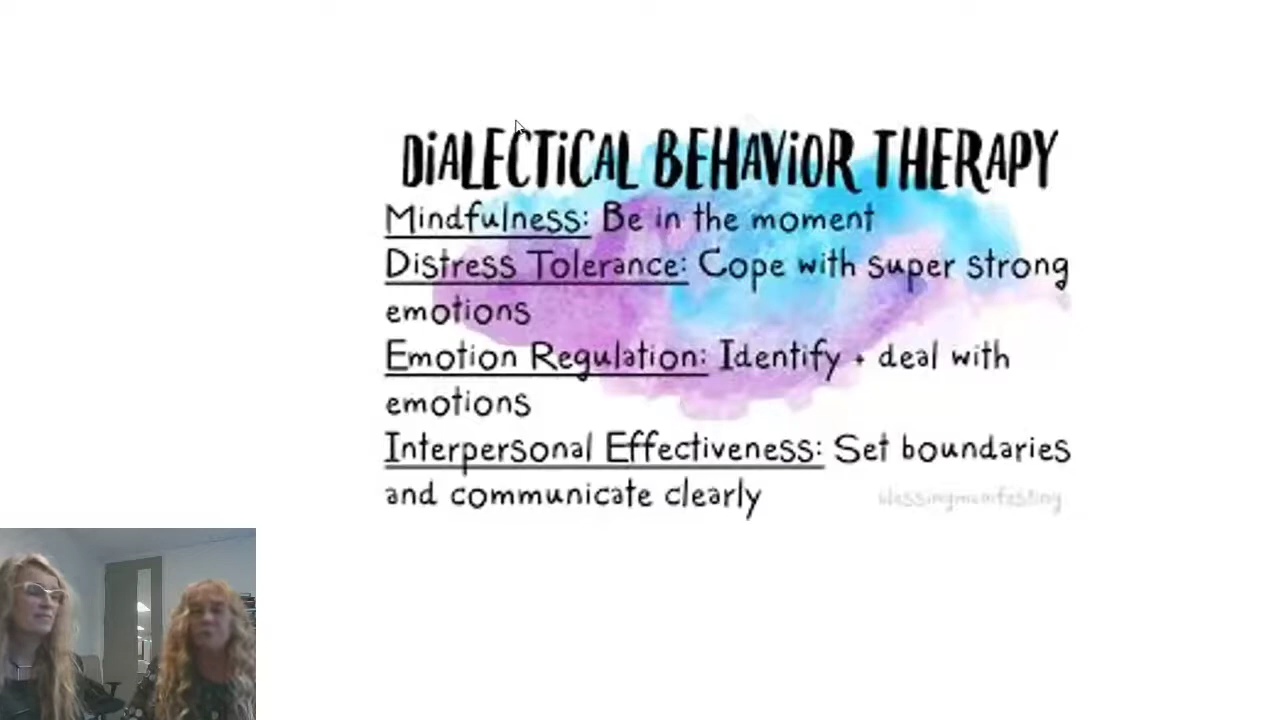 DiALECTiCAL BEHAViOR THERAPY
Mindfulness: Be in the moment
Distress Tolerance: Cope with super strong
emotions
Emotion Regulation: Identify + deal with
emotions
Interpersonal Effectiveness: Set boundaries
and communicate clearly
blessingmanifesting